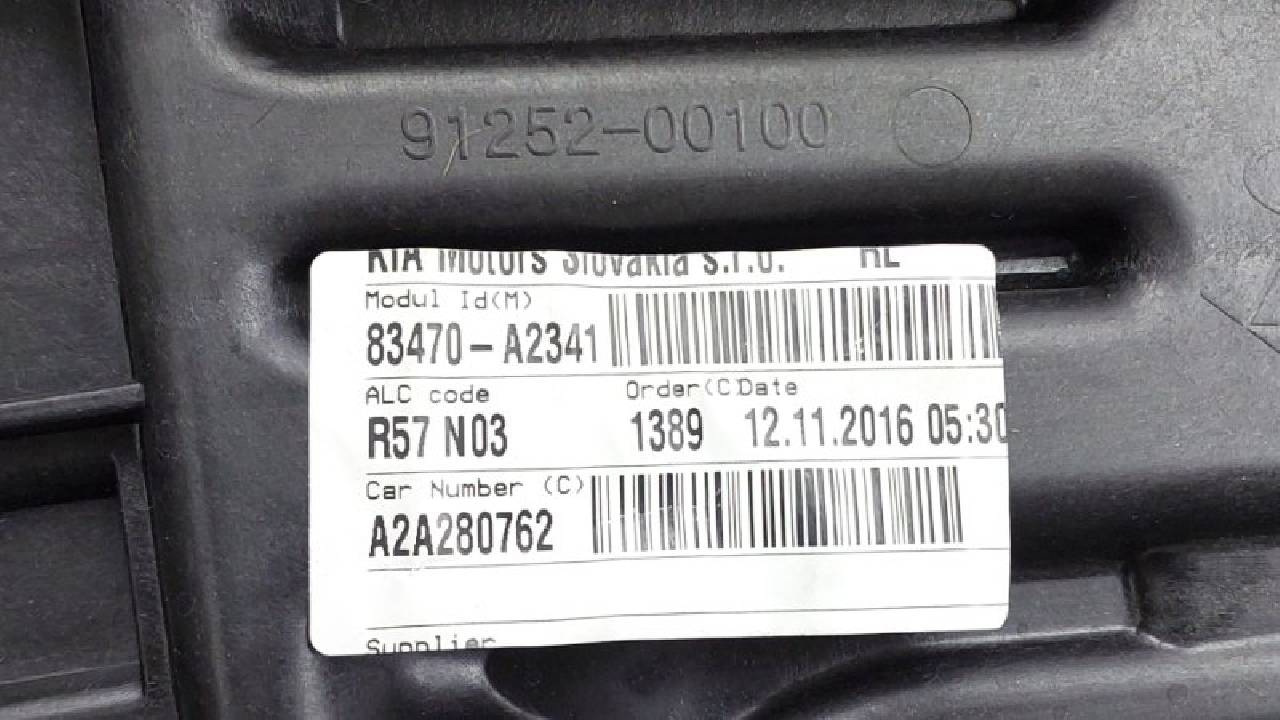 91252-00100
KIA Motors Slovakia s.r.o. RL
Modul Id(M)
83470-A2341
ALC code Order(C)Date
R57 N03 1389 12.11.2016 05:30
Car Number (C)
A2A280762
Supplier